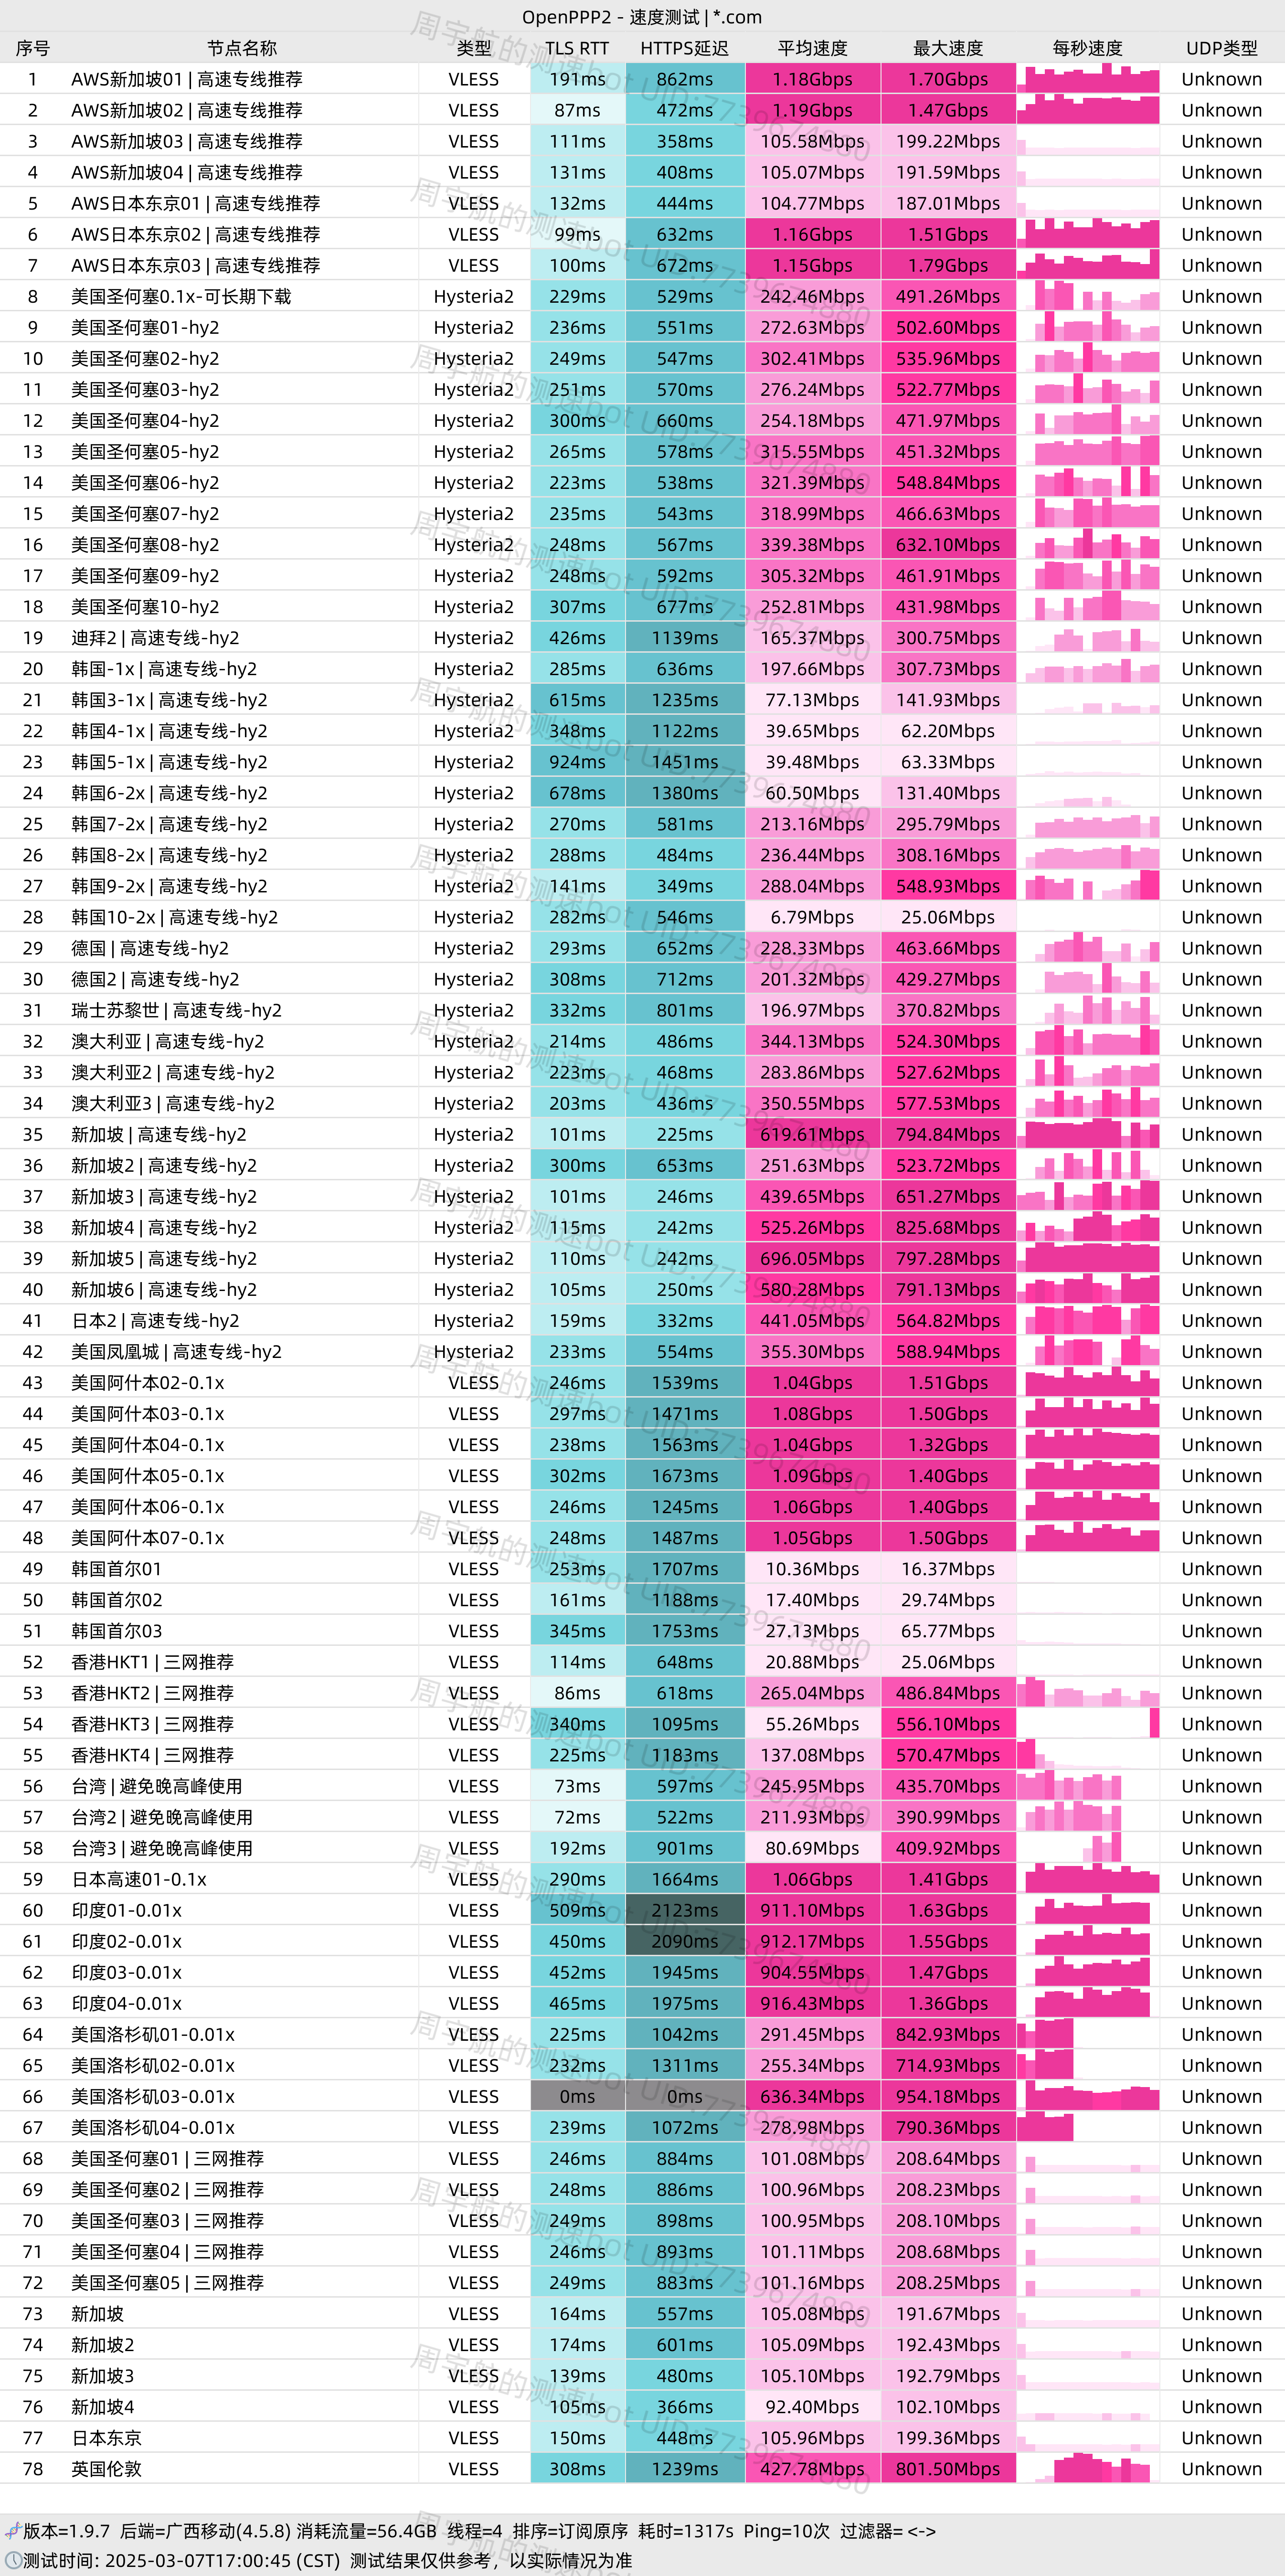 OpenPPP2 - 速度测试 | *.com
序号 节点名称 类型 TLS RTT HTTPS延迟 平均速度 最大速度 每秒速度 UDP类型
1 AWS新加坡01 | 高速专线推荐 VLESS 191ms 862ms 1.18Gbps 1.70Gbps Unknown
2 AWS新加坡02 | 高速专线推荐 VLESS 87ms 472ms 1.19Gbps 1.47Gbps Unknown
3 AWS新加坡03 | 高速专线推荐 VLESS 111ms 358ms 105.58Mbps 199.22Mbps Unknown
4 AWS新加坡04 | 高速专线推荐 VLESS 131ms 408ms 105.07Mbps 191.59Mbps Unknown
5 AWS日本东京01 | 高速专线推荐 VLESS 132ms 444ms 104.77Mbps 187.01Mbps Unknown
6 AWS日本东京02 | 高速专线推荐 VLESS 99ms 632ms 1.16Gbps 1.51Gbps Unknown
7 AWS日本东京03 | 高速专线推荐 VLESS 100ms 672ms 1.15Gbps 1.79Gbps Unknown
8 美国圣何塞0.1x-可长期下载 Hysteria2 229ms 529ms 242.46Mbps 491.26Mbps Unknown
9 美国圣何塞01-hy2 Hysteria2 236ms 551ms 272.63Mbps 502.60Mbps Unknown
10 美国圣何塞02-hy2 Hysteria2 249ms 547ms 302.41Mbps 535.96Mbps Unknown
11 美国圣何塞03-hy2 Hysteria2 251ms 570ms 276.24Mbps 522.77Mbps Unknown
12 美国圣何塞04-hy2 Hysteria2 300ms 660ms 254.18Mbps 471.97Mbps Unknown
13 美国圣何塞05-hy2 Hysteria2 265ms 578ms 315.55Mbps 451.32Mbps Unknown
14 美国圣何塞06-hy2 Hysteria2 223ms 538ms 321.39Mbps 548.84Mbps Unknown
15 美国圣何塞07-hy2 Hysteria2 235ms 543ms 318.99Mbps 466.63Mbps Unknown
16 美国圣何塞08-hy2 Hysteria2 248ms 567ms 339.38Mbps 632.10Mbps Unknown
17 美国圣何塞09-hy2 Hysteria2 248ms 592ms 305.32Mbps 461.91Mbps Unknown
18 美国圣何塞10-hy2 Hysteria2 307ms 677ms 252.81Mbps 431.98Mbps Unknown
19 迪拜2 | 高速专线-hy2 Hysteria2 426ms 1139ms 165.37Mbps 300.75Mbps Unknown
20 韩国-1x | 高速专线-hy2 Hysteria2 285ms 636ms 197.66Mbps 307.73Mbps Unknown
21 韩国3-1x | 高速专线-hy2 Hysteria2 615ms 1235ms 77.13Mbps 141.93Mbps Unknown
22 韩国4-1x | 高速专线-hy2 Hysteria2 348ms 1122ms 39.65Mbps 62.20Mbps Unknown
23 韩国5-1x | 高速专线-hy2 Hysteria2 924ms 1451ms 39.48Mbps 63.33Mbps Unknown
24 韩国6-2x | 高速专线-hy2 Hysteria2 678ms 1380ms 60.50Mbps 131.40Mbps Unknown
25 韩国7-2x | 高速专线-hy2 Hysteria2 270ms 581ms 213.16Mbps 295.79Mbps Unknown
26 韩国8-2x | 高速专线-hy2 Hysteria2 288ms 484ms 236.44Mbps 308.16Mbps Unknown
27 韩国9-2x | 高速专线-hy2 Hysteria2 141ms 349ms 288.04Mbps 548.93Mbps Unknown
28 韩国10-2x | 高速专线-hy2 Hysteria2 282ms 546ms 6.79Mbps 25.06Mbps Unknown
29 德国 | 高速专线-hy2 Hysteria2 293ms 652ms 228.33Mbps 463.66Mbps Unknown
30 德国2 | 高速专线-hy2 Hysteria2 308ms 712ms 201.32Mbps 429.27Mbps Unknown
31 瑞士苏黎世 | 高速专线-hy2 Hysteria2 332ms 801ms 196.97Mbps 370.82Mbps Unknown
32 澳大利亚 | 高速专线-hy2 Hysteria2 214ms 486ms 344.13Mbps 524.30Mbps Unknown
33 澳大利亚2 | 高速专线-hy2 Hysteria2 223ms 468ms 283.86Mbps 527.62Mbps Unknown
34 澳大利亚3 | 高速专线-hy2 Hysteria2 203ms 436ms 350.55Mbps 577.53Mbps Unknown
35 新加坡 | 高速专线-hy2 Hysteria2 101ms 225ms 619.61Mbps 794.84Mbps Unknown
36 新加坡2 | 高速专线-hy2 Hysteria2 300ms 653ms 251.63Mbps 523.72Mbps Unknown
37 新加坡3 | 高速专线-hy2 Hysteria2 101ms 246ms 439.65Mbps 651.27Mbps Unknown
38 新加坡4 | 高速专线-hy2 Hysteria2 115ms 242ms 525.26Mbps 825.68Mbps Unknown
39 新加坡5 | 高速专线-hy2 Hysteria2 110ms 242ms 696.05Mbps 797.28Mbps Unknown
40 新加坡6 | 高速专线-hy2 Hysteria2 105ms 250ms 580.28Mbps 791.13Mbps Unknown
41 日本2 | 高速专线-hy2 Hysteria2 159ms 332ms 441.05Mbps 564.82Mbps Unknown
42 美国凤凰城 | 高速专线-hy2 Hysteria2 233ms 554ms 355.30Mbps 588.94Mbps Unknown
43 美国阿什本02-0.1x VLESS 246ms 1539ms 1.04Gbps 1.51Gbps Unknown
44 美国阿什本03-0.1x VLESS 297ms 1471ms 1.08Gbps 1.50Gbps Unknown
45 美国阿什本04-0.1x VLESS 238ms 1563ms 1.04Gbps 1.32Gbps Unknown
46 美国阿什本05-0.1x VLESS 302ms 1673ms 1.09Gbps 1.40Gbps Unknown
47 美国阿什本06-0.1x VLESS 246ms 1245ms 1.06Gbps 1.40Gbps Unknown
48 美国阿什本07-0.1x VLESS 248ms 1487ms 1.05Gbps 1.50Gbps Unknown
49 韩国首尔01 VLESS 253ms 1707ms 10.36Mbps 16.37Mbps Unknown
50 韩国首尔02 VLESS 161ms 1188ms 17.40Mbps 29.74Mbps Unknown
51 韩国首尔03 VLESS 345ms 1753ms 27.13Mbps 65.77Mbps Unknown
52 香港HKT1 | 三网推荐 VLESS 114ms 648ms 20.88Mbps 25.06Mbps Unknown
53 香港HKT2 | 三网推荐 VLESS 86ms 618ms 265.04Mbps 486.84Mbps Unknown
54 香港HKT3 | 三网推荐 VLESS 340ms 1095ms 55.26Mbps 556.10Mbps Unknown
55 香港HKT4 | 三网推荐 VLESS 225ms 1183ms 137.08Mbps 570.47Mbps Unknown
56 台湾 | 避免晚高峰使用 VLESS 73ms 597ms 245.95Mbps 435.70Mbps Unknown
57 台湾2 | 避免晚高峰使用 VLESS 72ms 522ms 211.93Mbps 390.99Mbps Unknown
58 台湾3 | 避免晚高峰使用 VLESS 192ms 901ms 80.69Mbps 409.92Mbps Unknown
59 日本高速01-0.1x VLESS 290ms 1664ms 1.06Gbps 1.41Gbps Unknown
60 印度01-0.01x VLESS 509ms 2123ms 911.10Mbps 1.63Gbps Unknown
61 印度02-0.01x VLESS 450ms 2090ms 912.17Mbps 1.55Gbps Unknown
62 印度03-0.01x VLESS 452ms 1945ms 904.55Mbps 1.47Gbps Unknown
63 印度04-0.01x VLESS 465ms 1975ms 916.43Mbps 1.36Gbps Unknown
64 美国洛杉矶01-0.01x VLESS 225ms 1042ms 291.45Mbps 842.93Mbps Unknown
65 美国洛杉矶02-0.01x VLESS 232ms 1311ms 255.34Mbps 714.93Mbps Unknown
66 美国洛杉矶03-0.01x VLESS 0ms 0ms 636.34Mbps 954.18Mbps Unknown
67 美国洛杉矶04-0.01x VLESS 239ms 1072ms 278.98Mbps 790.36Mbps Unknown
68 美国圣何塞01 | 三网推荐 VLESS 246ms 884ms 101.08Mbps 208.64Mbps Unknown
69 美国圣何塞02 | 三网推荐 VLESS 248ms 886ms 100.96Mbps 208.23Mbps Unknown
70 美国圣何塞03 | 三网推荐 VLESS 249ms 898ms 100.95Mbps 208.10Mbps Unknown
71 美国圣何塞04 | 三网推荐 VLESS 246ms 893ms 101.11Mbps 208.68Mbps Unknown
72 美国圣何塞05 | 三网推荐 VLESS 249ms 883ms 101.16Mbps 208.25Mbps Unknown
73 新加坡 VLESS 164ms 557ms 105.08Mbps 191.67Mbps Unknown
74 新加坡2 VLESS 174ms 601ms 105.09Mbps 192.43Mbps Unknown
75 新加坡3 VLESS 139ms 480ms 105.10Mbps 192.79Mbps Unknown
76 新加坡4 VLESS 105ms 366ms 92.40Mbps 102.10Mbps Unknown
77 日本东京 VLESS 150ms 448ms 105.96Mbps 199.36Mbps Unknown
78 英国伦敦 VLESS 308ms 1239ms 427.78Mbps 801.50Mbps Unknown
版本=1.9.7 后端=广西移动(4.5.8) 消耗流量=56.4GB 线程=4 排序=订阅原序 耗时=1317s Ping=10次 过滤器= <->
测试时间: 2025-03-07T17:00:45 (CST) 测试结果仅供参考，以实际情况为准
周宇航的测速bot UID:7739674880